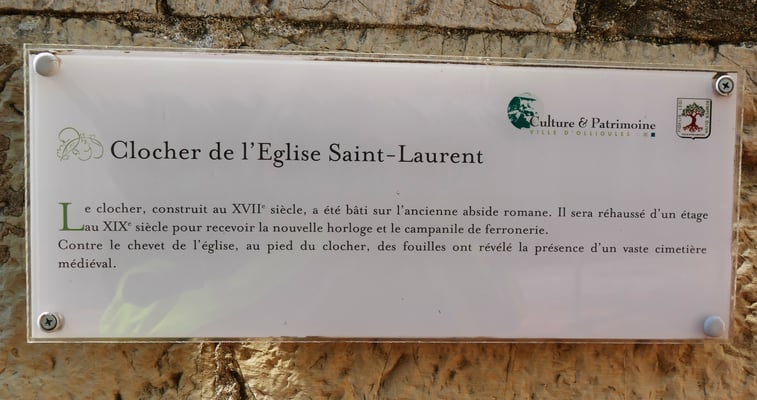 Culture & Patrimoine
VILLE D'OLLIOULES
Clocher de l'Eglise Saint-Laurent
Le clocher, construit au XVIIe siècle, a été bâti sur l'ancienne abside romane. Il sera réhaussé d'un étage
au XIXe siècle pour recevoir la nouvelle horloge et le campanile de ferronerie.
Contre le chevet de l'église, au pied du clocher, des fouilles ont révélé la présence d'un vaste cimetière
médiéval.